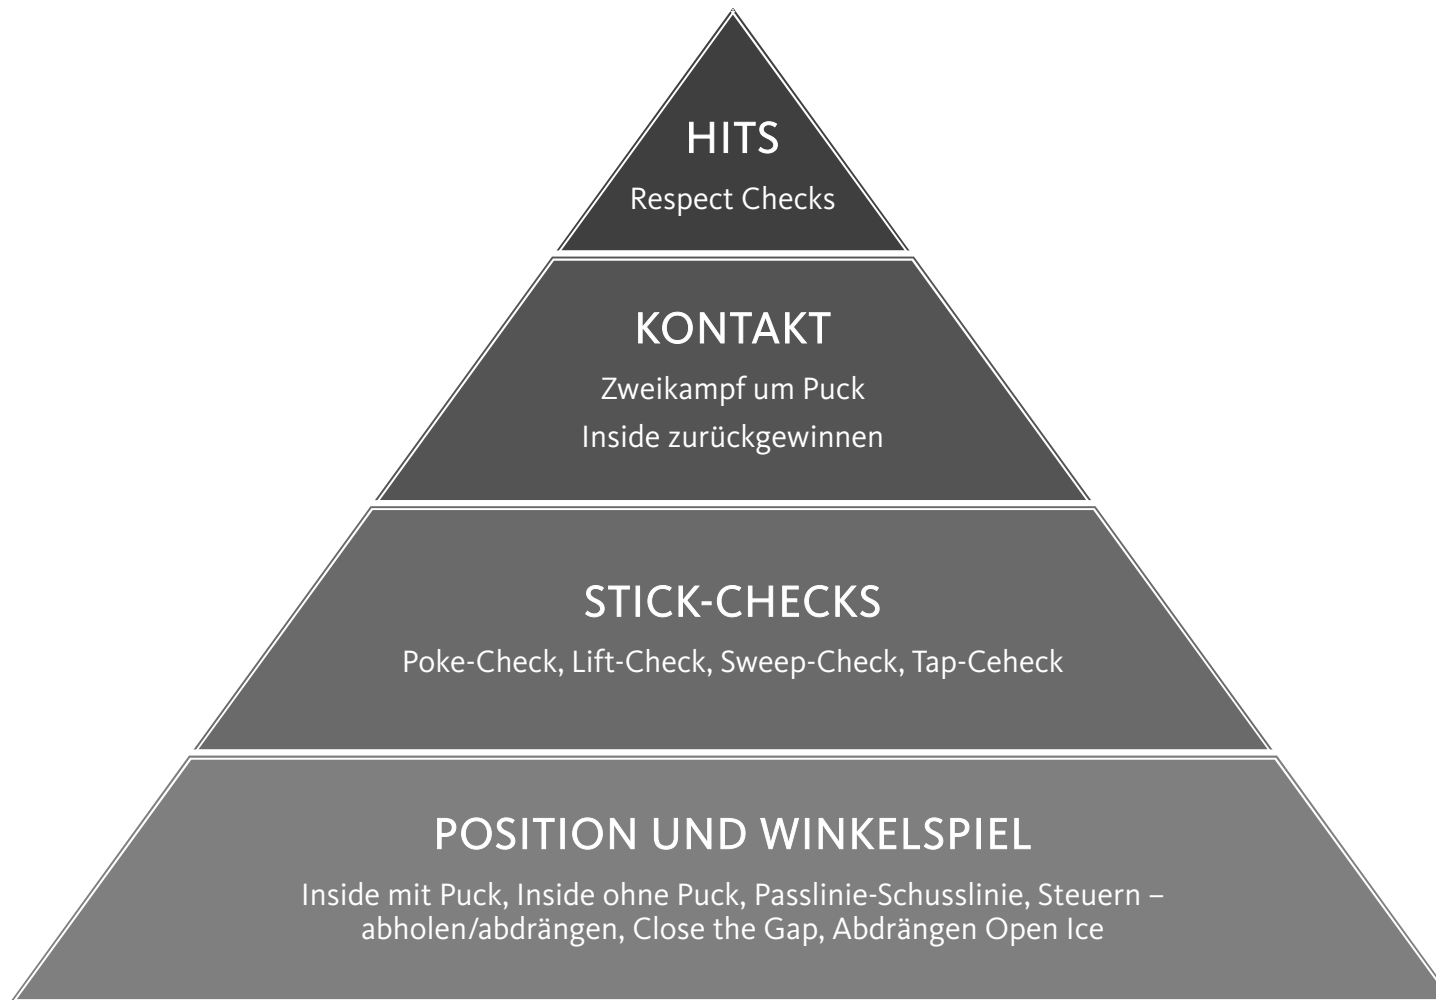 HITS
Respect Checks
KONTAKT
Zweikampf um Puck
Inside zurückgewinnen
STICK-CHECKS
Poke-Check, Lift-Check, Sweep-Check, Tap-Ceheck
POSITION UND WINKELSPIEL
Inside mit Puck, Inside ohne Puck, Passlinie-Schusslinie, Steuern –
abholen/abdrängen, Close the Gap, Abdrängen Open Ice